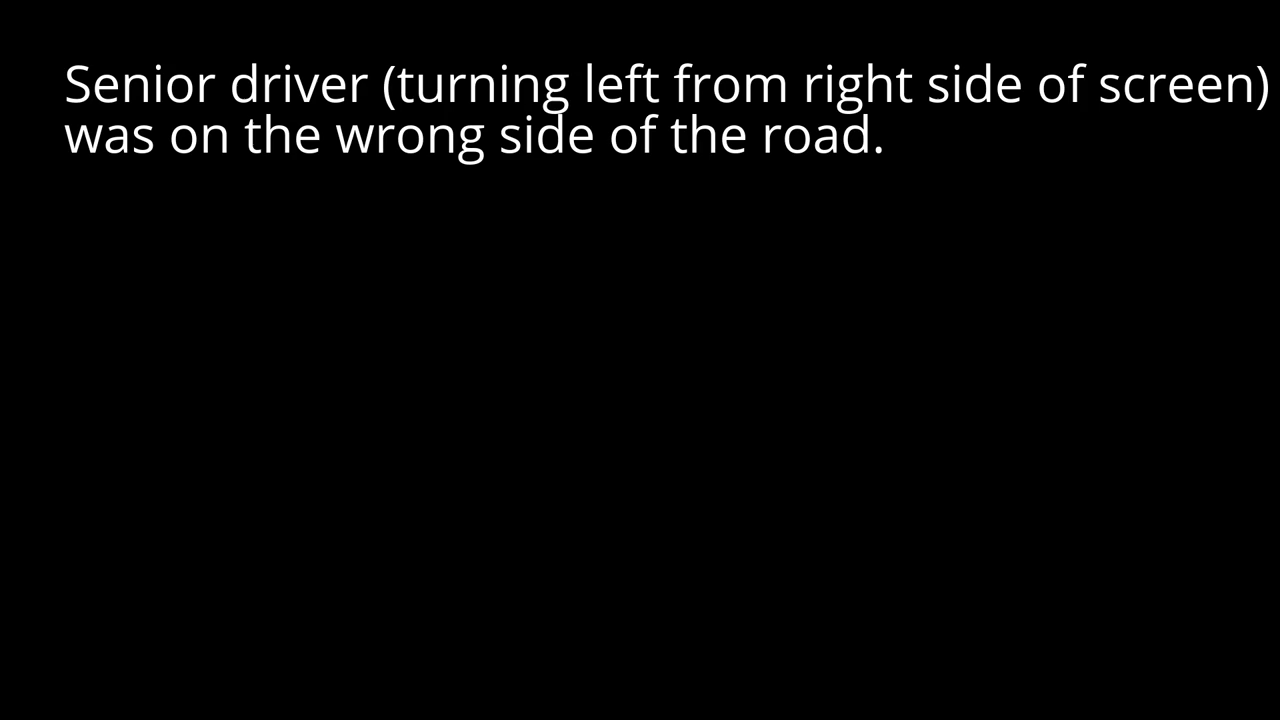 Senior driver (turning left from right side of screen)
was on the wrong side of the road.